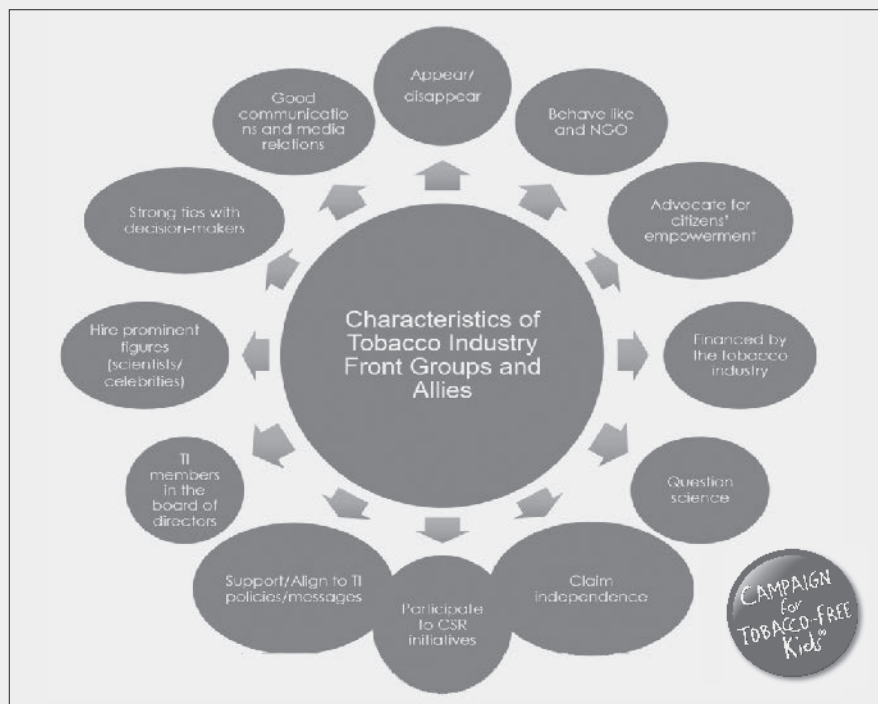 Characteristics of
Tobacco Industry
Front Groups and
Allies
Appear/
disappear
Behave like
and NGO
Advocate for
citizens'
empowerment
Financed by
the tobacco
industry
Question
science
Claim
independence
Participate
to CSR
initiatives
Support/Align to TI
policies/messages
TI
members
in the
board of
directors
Hire prominent
figures
(scientists/
celebrities)
Strong ties with
decision-makers
Good
communicatio
ns and media
relations
CAMPAIGN
for
TOBACCO-FREE
Kids®